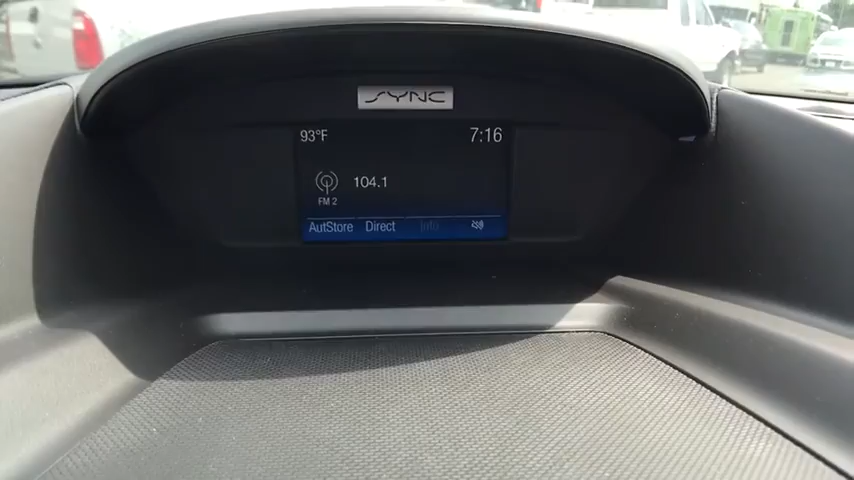 SYNC
93°F 7:16
104.1
FM 2
AutStore Direct Info